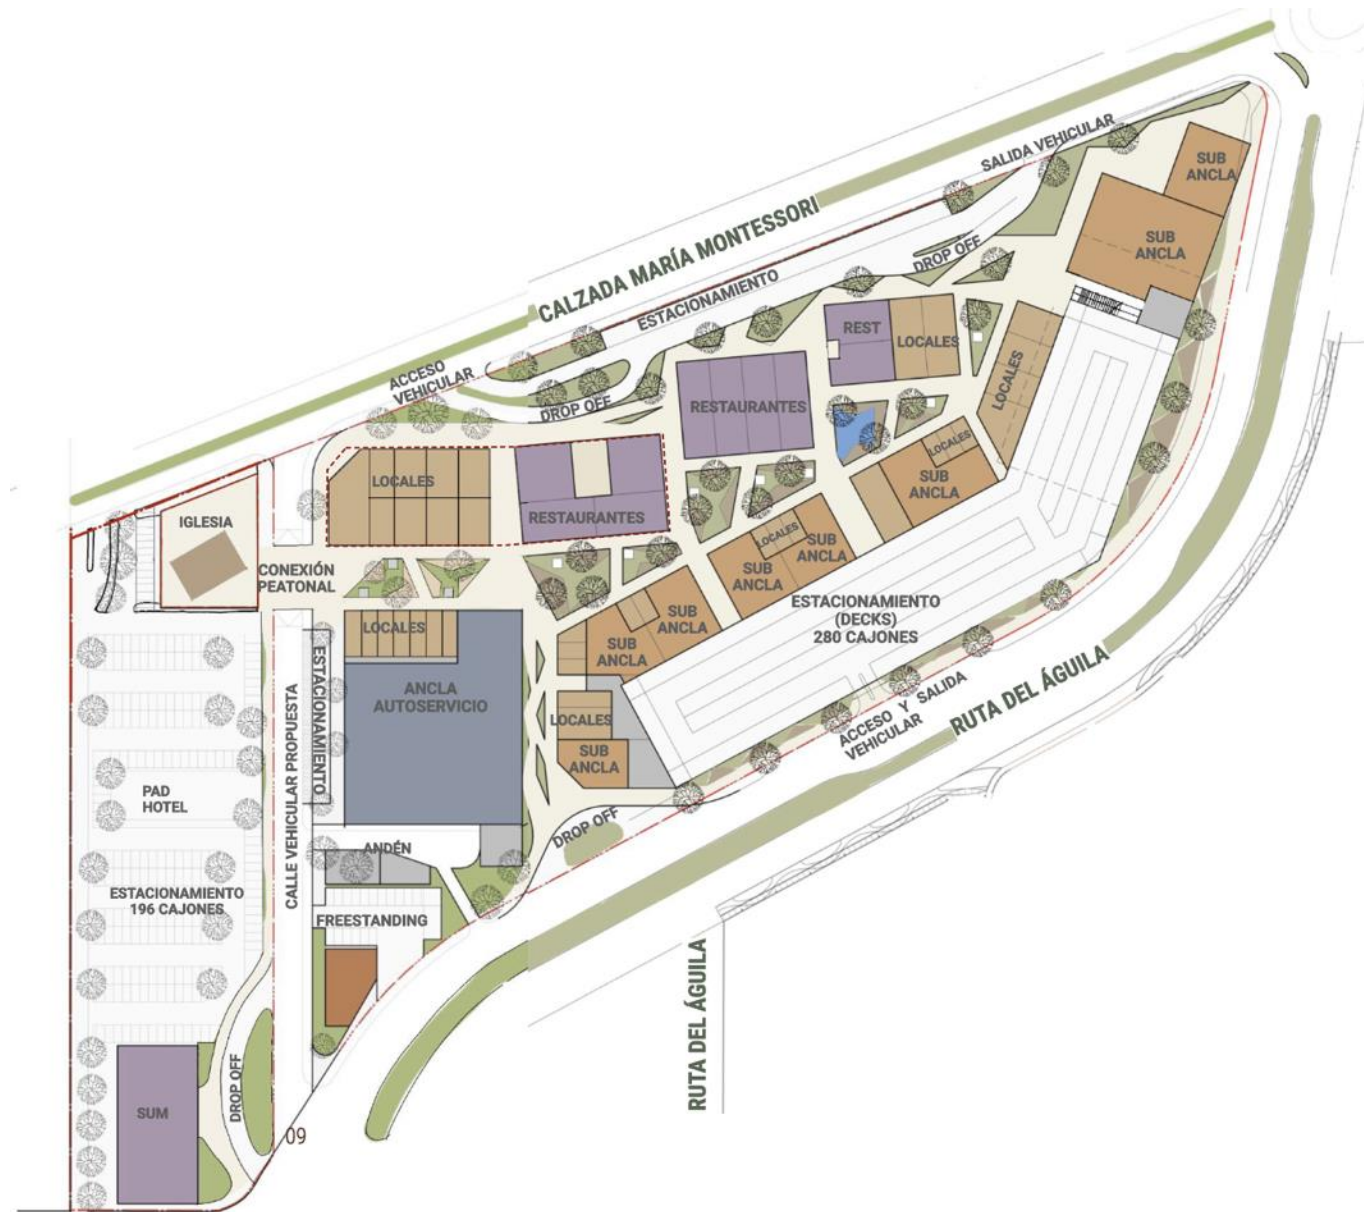 SALIDA VEHICULAR
SUB
ANCLA
SUB
ANCLA
CALZADA MARÍA MONTESSORI
DROP OFF
ESTACIONAMIENTO
REST
LOCALES
LOCALES
ACCESO
VEHICULAR
DROP OFF
RESTAURANTES
LOCALES
RESTAURANTES
LOCALES
SUB
ANCLA
IGLESIA
LOCALES
SUB
ANCLA
SUB
ANCLA
CONEXIÓN
PEATONAL
ESTACIONAMIENTO
(DECKS)
280 CAJONES
LOCALES
SUB
ANCLA
SUB
ANCLA
ESTACIONAMIENTO
ANCLA
AUTOSERVICIO
LOCALES
SUB
ANCLA
ACCESO Y SALIDA
VEHICULAR
RUTA DEL ÁGUILA
CALLE VEHICULAR PROPUESTA
PAD
HOTEL
DROP OFF
ANDÉN
ESTACIONAMIENTO
196 CAJONES
FREESTANDING
RUTA DEL ÁGUILA
DROP OFF
SUM
09